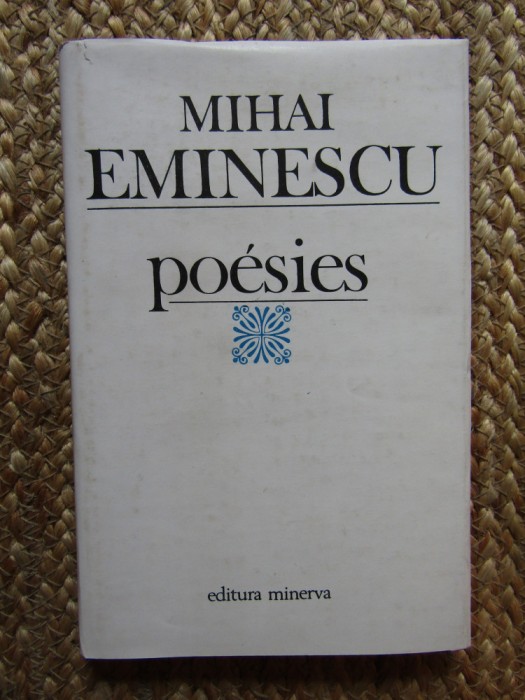 MIHAI
EMINESCU
poésies
editura minerva